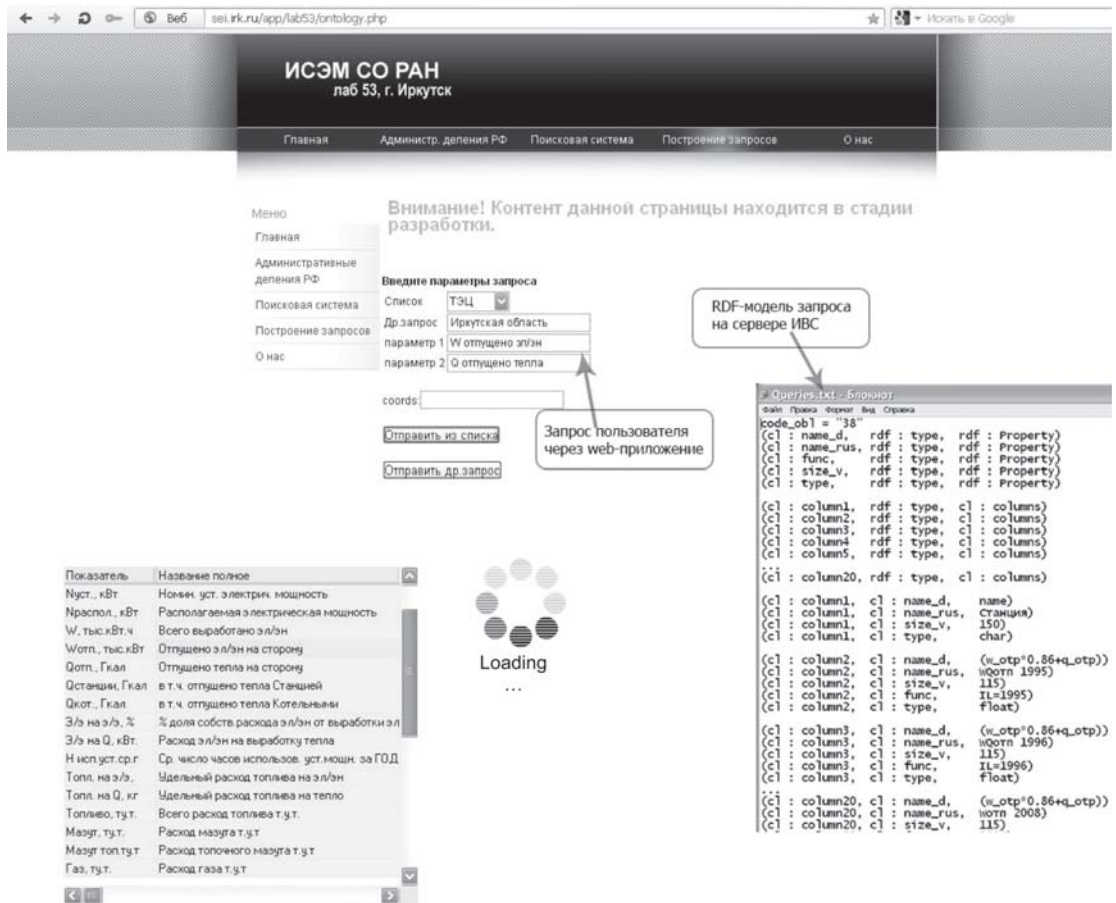 Веб
sei.irk.ru/app/lab53/ontology.php
Искать в Google
ИСЭМ СО РАН
лаб 53, г. Иркутск
Главная Администр. деления РФ Поисковая система Построение запросов О нас
Меню
Главная
Административные
деления РФ
Поисковая система
Построение запросов
О нас
Внимание! Контент данной страницы находится в стадии
разработки.
Введите параметры запроса
Список ТЭЦ
Др.запрос Иркутская область
параметр 1 W отпущено эл/эн
параметр 2 Q отпущено тепла
coords:
Отправить из списка
Отправить др.запрос
Запрос пользователя
через web-приложение
RDF-модель запроса
на сервере ИВС
Queries.txt - Блокнот
Файл Правка Формат Вид Справка
code_obl = "38"
(cl : name_d, rdf : type, rdf : Property)
(cl : name_rus, rdf : type, rdf : Property)
(cl : func, rdf : type, rdf : Property)
(cl : size_v, rdf : type, rdf : Property)
(cl : type, rdf : type, rdf : Property)
(cl : column1, rdf : type, cl : columns)
(cl : column2, rdf : type, cl : columns)
(cl : column3, rdf : type, cl : columns)
(cl : column4 rdf : type, cl : columns)
(cl : column5, rdf : type, cl : columns)
...
(cl : column20, rdf : type, cl : columns)
(cl : column1, cl : name_d, name)
(cl : column1, cl : name_rus, Станция)
(cl : column1, cl : size_v, 150)
(cl : column1, cl : type, char)
(cl : column2, cl : name_d, (w_otp*0.86+q_otp))
(cl : column2, cl : name_rus, WQотп 1995)
(cl : column2, cl : size_v, 115)
(cl : column2, cl : func, IL=1995)
(cl : column2, cl : type, float)
(cl : column3, cl : name_d, (w_otp*0.86+q_otp))
(cl : column3, cl : name_rus, WQотп 1996)
(cl : column3, cl : size_v, 115)
(cl : column3, cl : func, IL=1996)
(cl : column3, cl : type, float)
...
(cl : column20, cl : name_d, (w_otp*0.86+q_otp))
(cl : column20, cl : name_rus, Wотп 2008)
(cl : column20, cl : size_v, 115)
Показатель Название полное
Nуст., кВт Номин. уст. электрич. мощность
Nраспол., кВт Располагаемая электрическая мощность
W, тыс.кВт.ч Всего выработано эл/эн
Wотп., тыс.кВт Отпущено эл/эн на сторону
Qотп., Гкал Отпущено тепла на сторону
Qстанции, Гкал в т.ч. отпущено тепла Станцией
Qкот., Гкал в т.ч. отпущено тепла Котельными
Э/э на э/э, % % доля собств.расхода эл/эн от выработки эл
Э/э на Q, кВт. Расход эл/эн на выработку тепла
Н исп.уст.ср.г Ср. число часов использов. уст.мощн. за ГОД
Топл. на э/э, Удельный расход топлива на эл/эн
Топл. на Q, кг Удельный расход топлива на тепло
Топливо, ту.т. Всего расход топлива т.у.т.
Мазут, ту.т. Расход мазута т.у.т
Мазут топ.ту.т Расход топочного мазута т.у.т
Газ, ту.т. Расход газа т.у.т
Loading
...